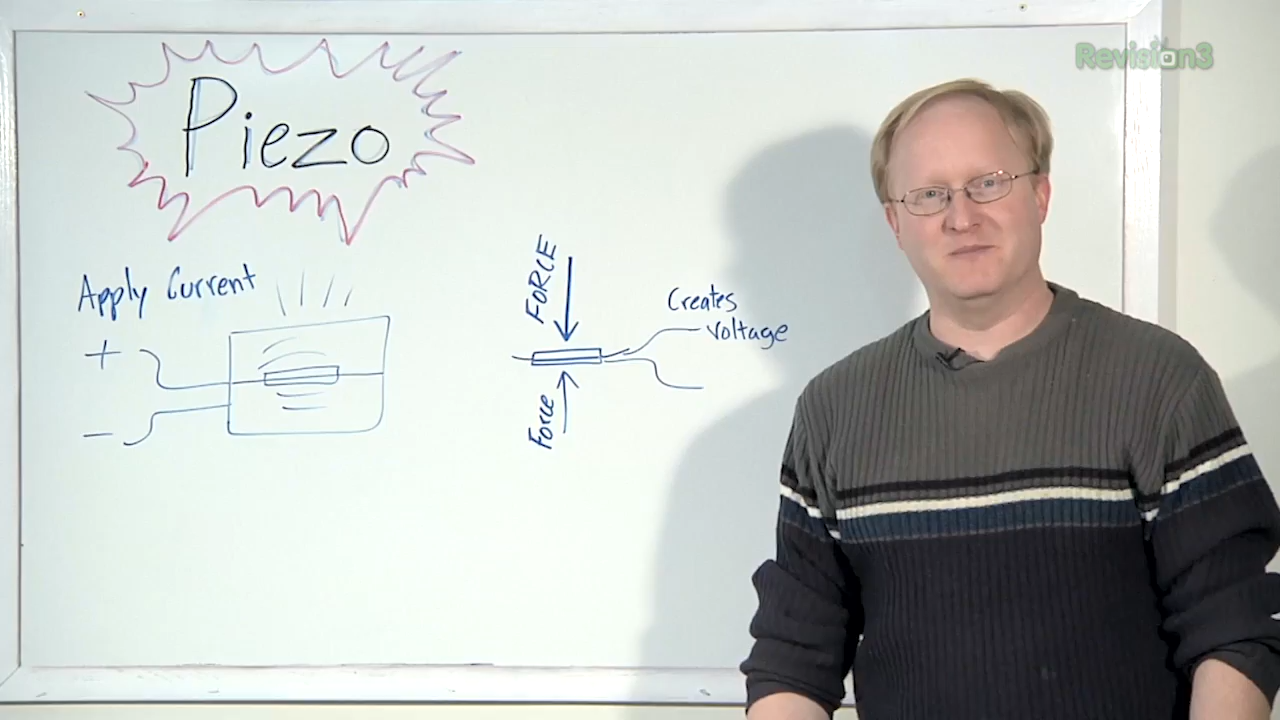 Revision3
Piezo
Apply Current
+
−
FORCE
Force
Creates
Voltage